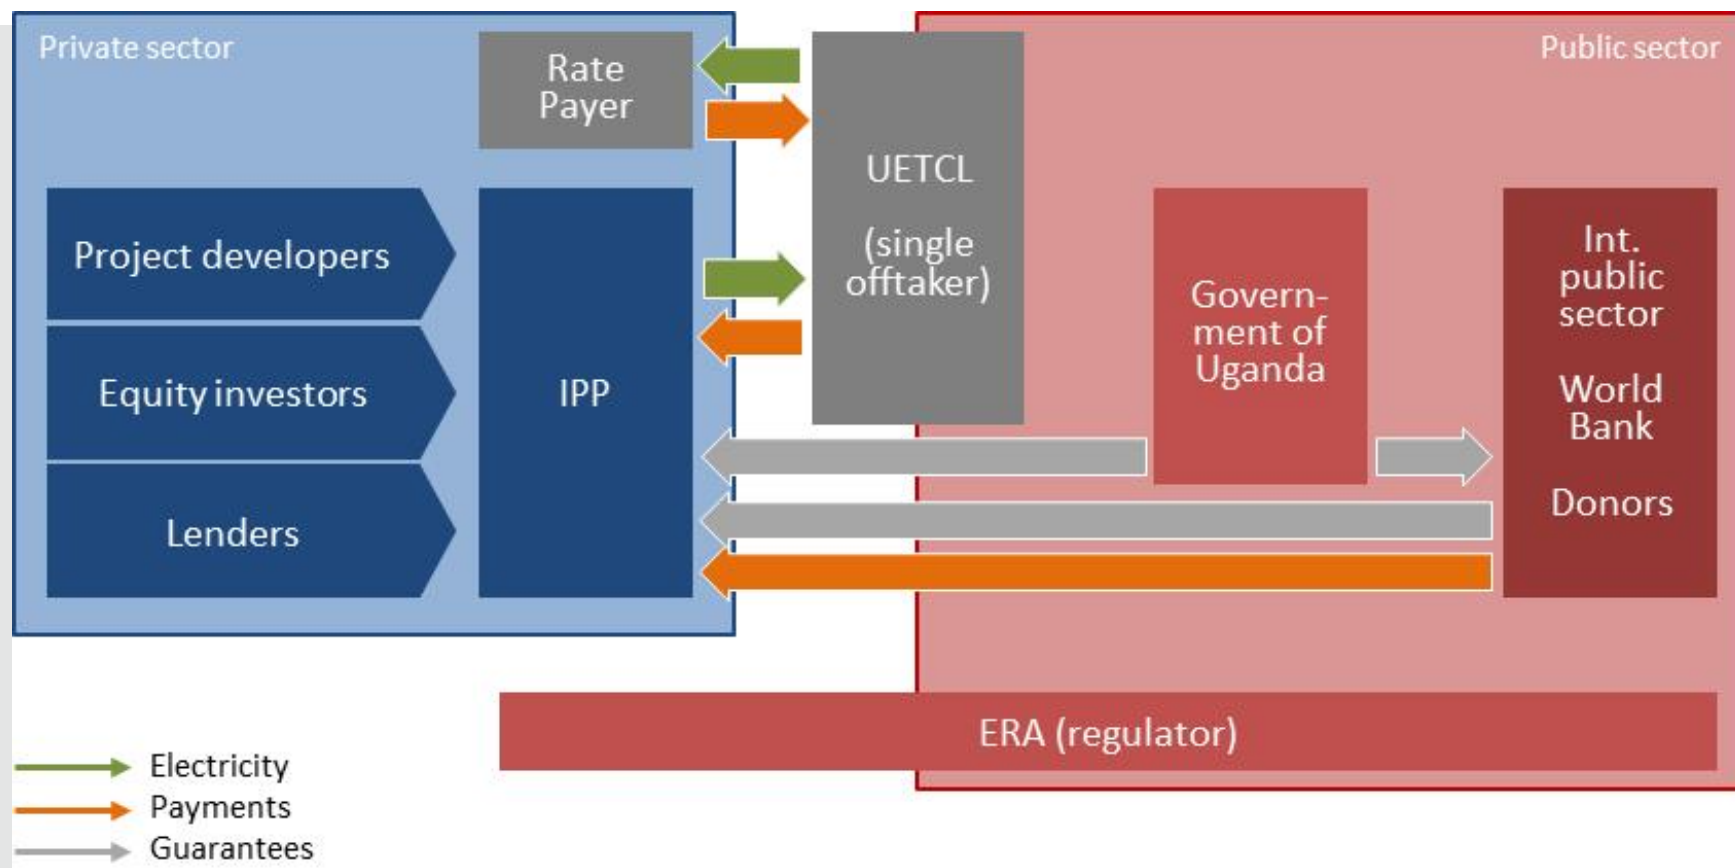 Private sector
Public sector
Rate
Payer
UETCL
(single
offtaker)
Project developers
Equity investors
Lenders
IPP
Govern-
ment of
Uganda
Int.
public
sector
World
Bank
Donors
ERA (regulator)
Electricity
Payments
Guarantees